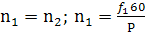 n₁ = n₂; n₁ = f₁60/p